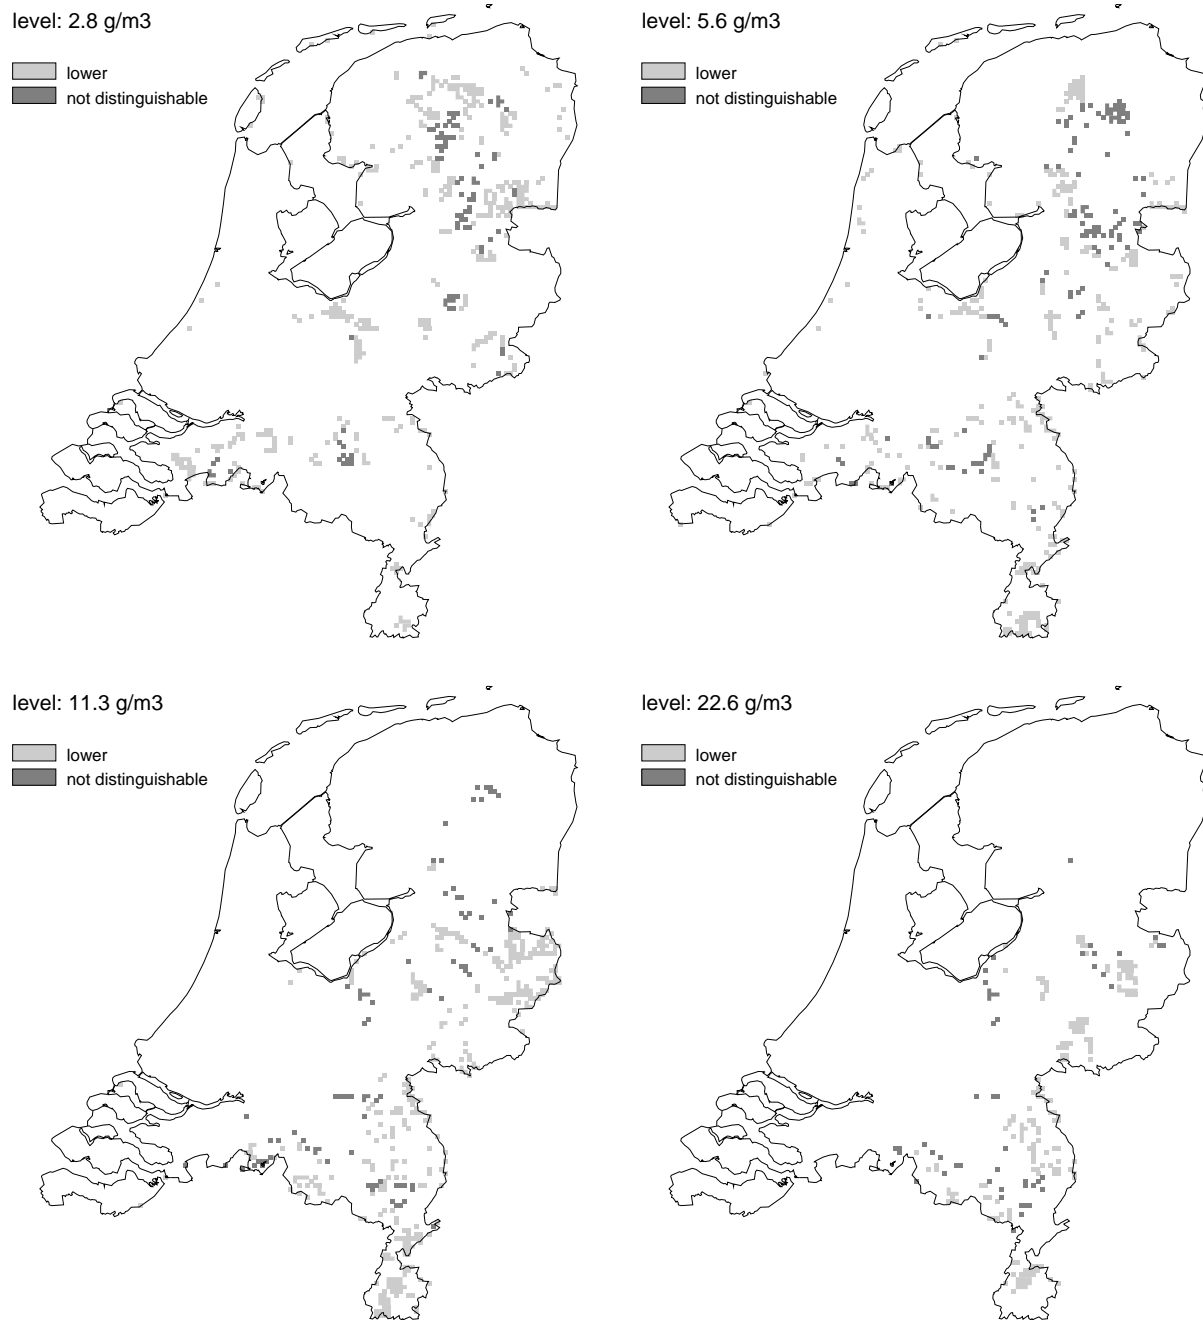 level: 2.8 g/m3
lower
not distinguishable
level: 5.6 g/m3
lower
not distinguishable
level: 11.3 g/m3
lower
not distinguishable
level: 22.6 g/m3
lower
not distinguishable